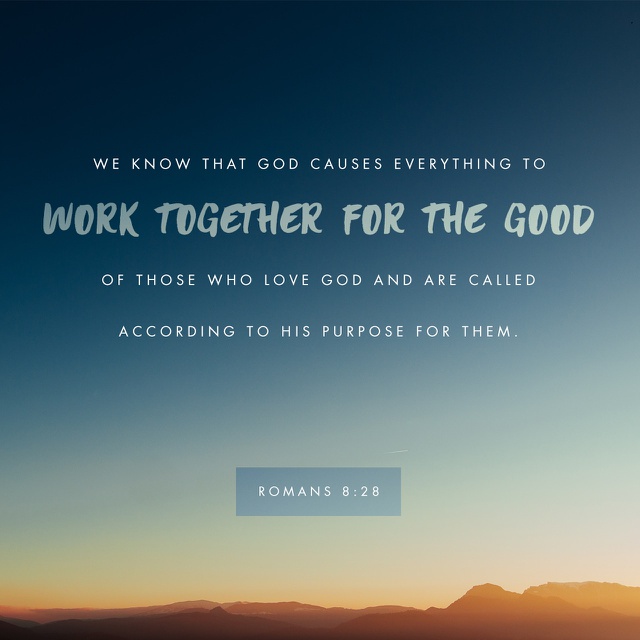 WE KNOW THAT GOD CAUSES EVERYTHING TO
WORK TOGETHER FOR THE GOOD
OF THOSE WHO LOVE GOD AND ARE CALLED
ACCORDING TO HIS PURPOSE FOR THEM.
ROMANS 8:28